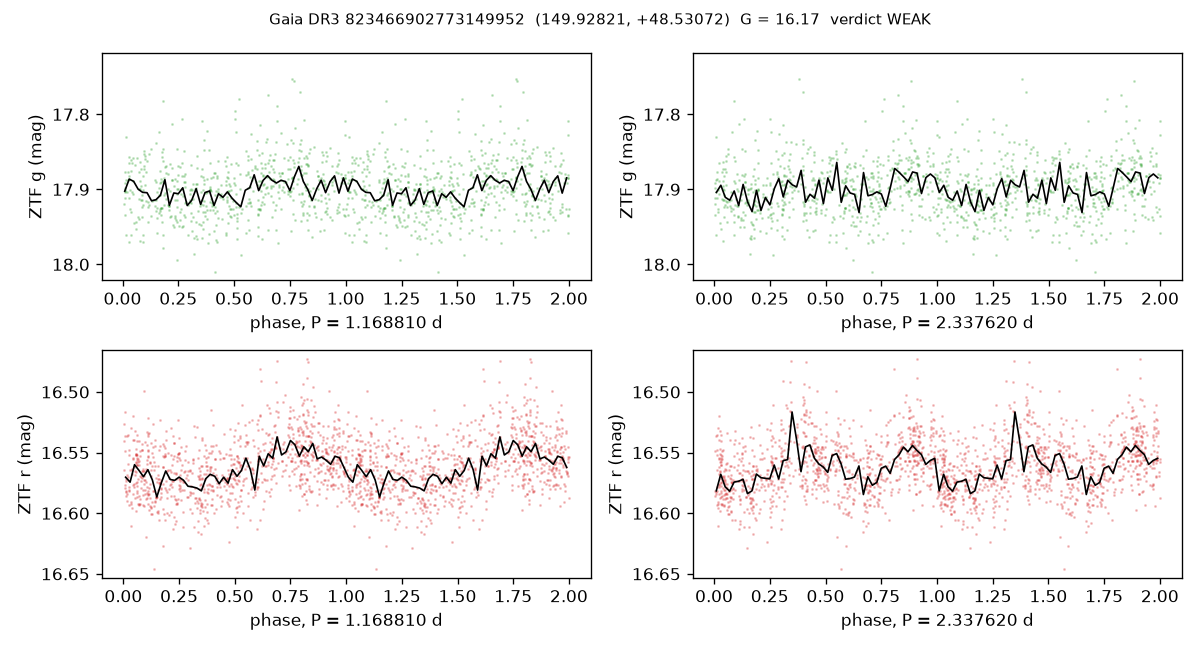 Gaia DR3 823466902773149952 (149.92821, +48.53072) G = 16.17 verdict WEAK
ZTF g (mag)
17.8
17.9
18.0
0.00 0.25 0.50 0.75 1.00 1.25 1.50 1.75 2.00
phase, P = 1.168810 d
ZTF g (mag)
17.8
17.9
18.0
0.00 0.25 0.50 0.75 1.00 1.25 1.50 1.75 2.00
phase, P = 2.337620 d
ZTF r (mag)
16.50
16.55
16.60
16.65
0.00 0.25 0.50 0.75 1.00 1.25 1.50 1.75 2.00
phase, P = 1.168810 d
ZTF r (mag)
16.50
16.55
16.60
16.65
0.00 0.25 0.50 0.75 1.00 1.25 1.50 1.75 2.00
phase, P = 2.337620 d